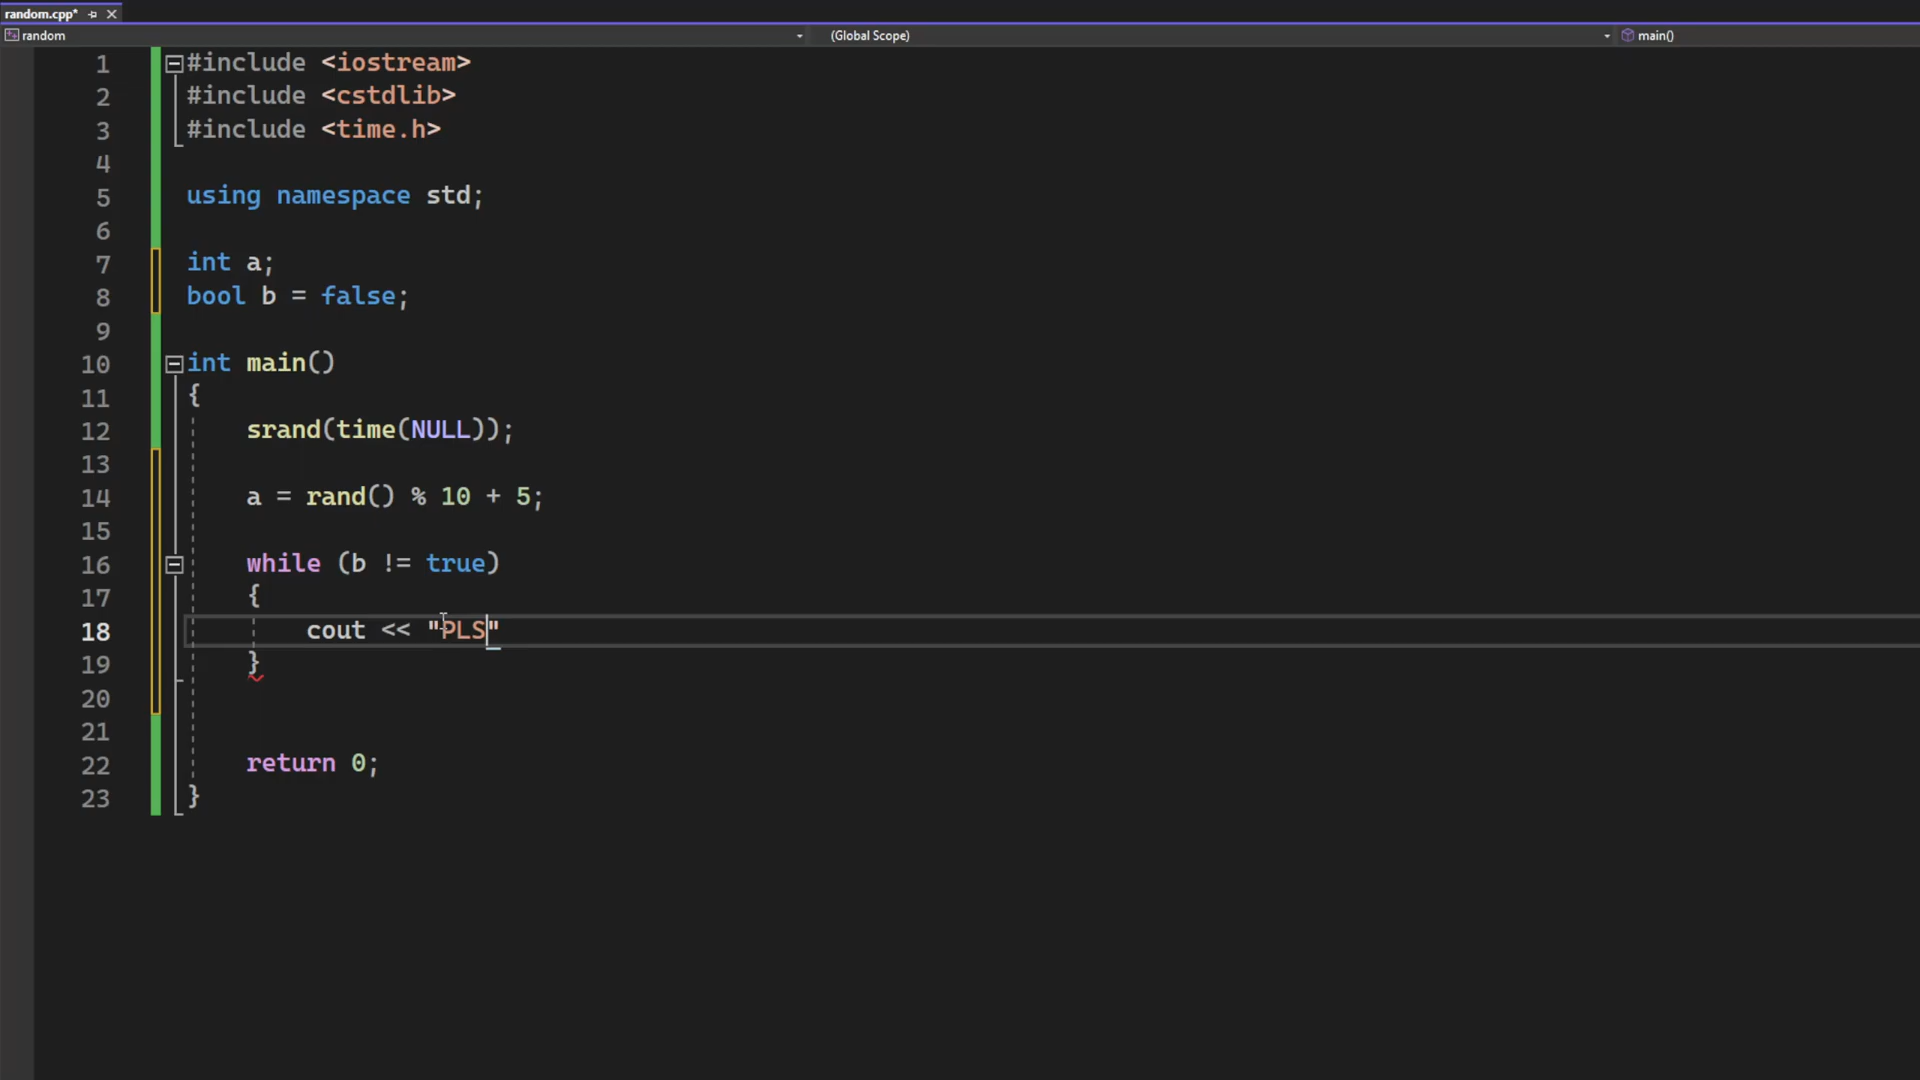 random.cpp*
random (Global Scope) main()
1 #include <iostream>
2 #include <cstdlib>
3 #include <time.h>
4
5 using namespace std;
6
7 int a;
8 bool b = false;
9
10 int main()
11 {
12 srand(time(NULL));
13
14 a = rand() % 10 + 5;
15
16 while (b != true)
17 {
18 cout << "PLS"
19 }
20
21
22 return 0;
23 }